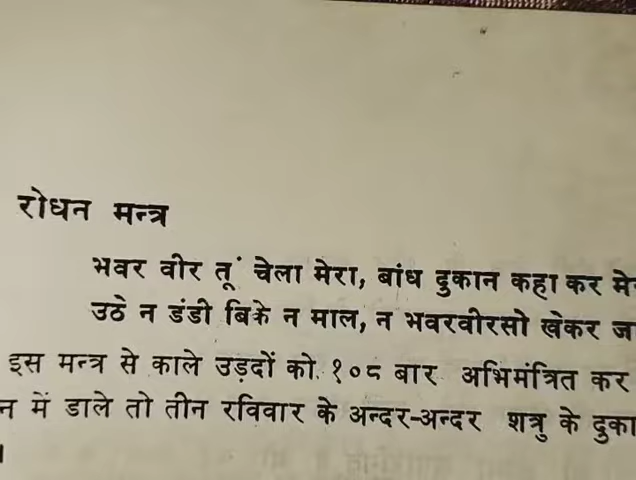 रोधन मन्त्र
भवर वीर तूं चेला मेरा, बांध दुकान कहा कर
उठे न डंडी बिके न माल, न भवरवीरसो खेकर
इस मन्त्र से काले उड़दों को १०८ बार अभिमंत्रित कर
में डाले तो तीन रविवार के अन्दर-अन्दर शत्रु के
।